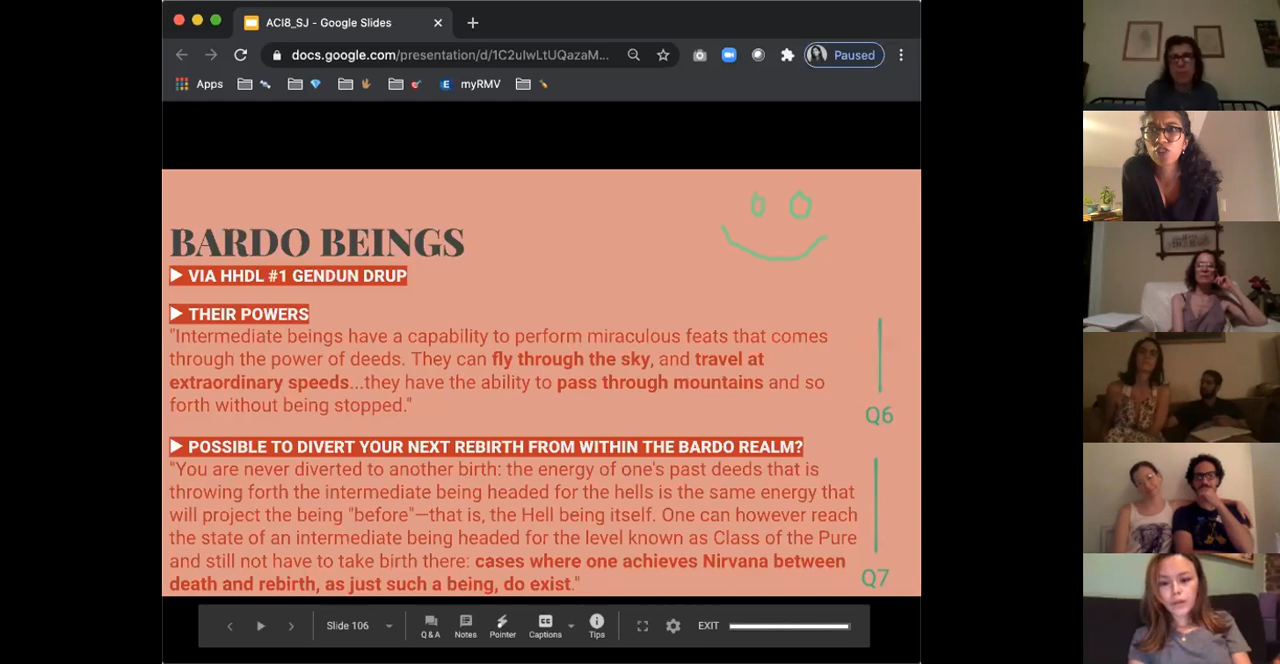 ACI8_SJ - Google Slides
docs.google.com/presentation/d/1C2ulwLtUQazaM...
Paused
Apps
E myRMV
BARDO BEINGS
▶ VIA HHDL #1 GENDUN DRUP
▶ THEIR POWERS
"Intermediate beings have a capability to perform miraculous feats that comes
through the power of deeds. They can fly through the sky, and travel at
extraordinary speeds...they have the ability to pass through mountains and so
forth without being stopped."
Q6
▶ POSSIBLE TO DIVERT YOUR NEXT REBIRTH FROM WITHIN THE BARDO REALM?
"You are never diverted to another birth: the energy of one's past deeds that is
throwing forth the intermediate being headed for the hells is the same energy that
will project the being "before"—that is, the Hell being itself. One can however reach
the state of an intermediate being headed for the level known as Class of the Pure
and still not have to take birth there: cases where one achieves Nirvana between
death and rebirth, as just such a being, do exist."
Q7
Slide 106
Q & A
Notes
Pointer
Captions
Tips
EXIT